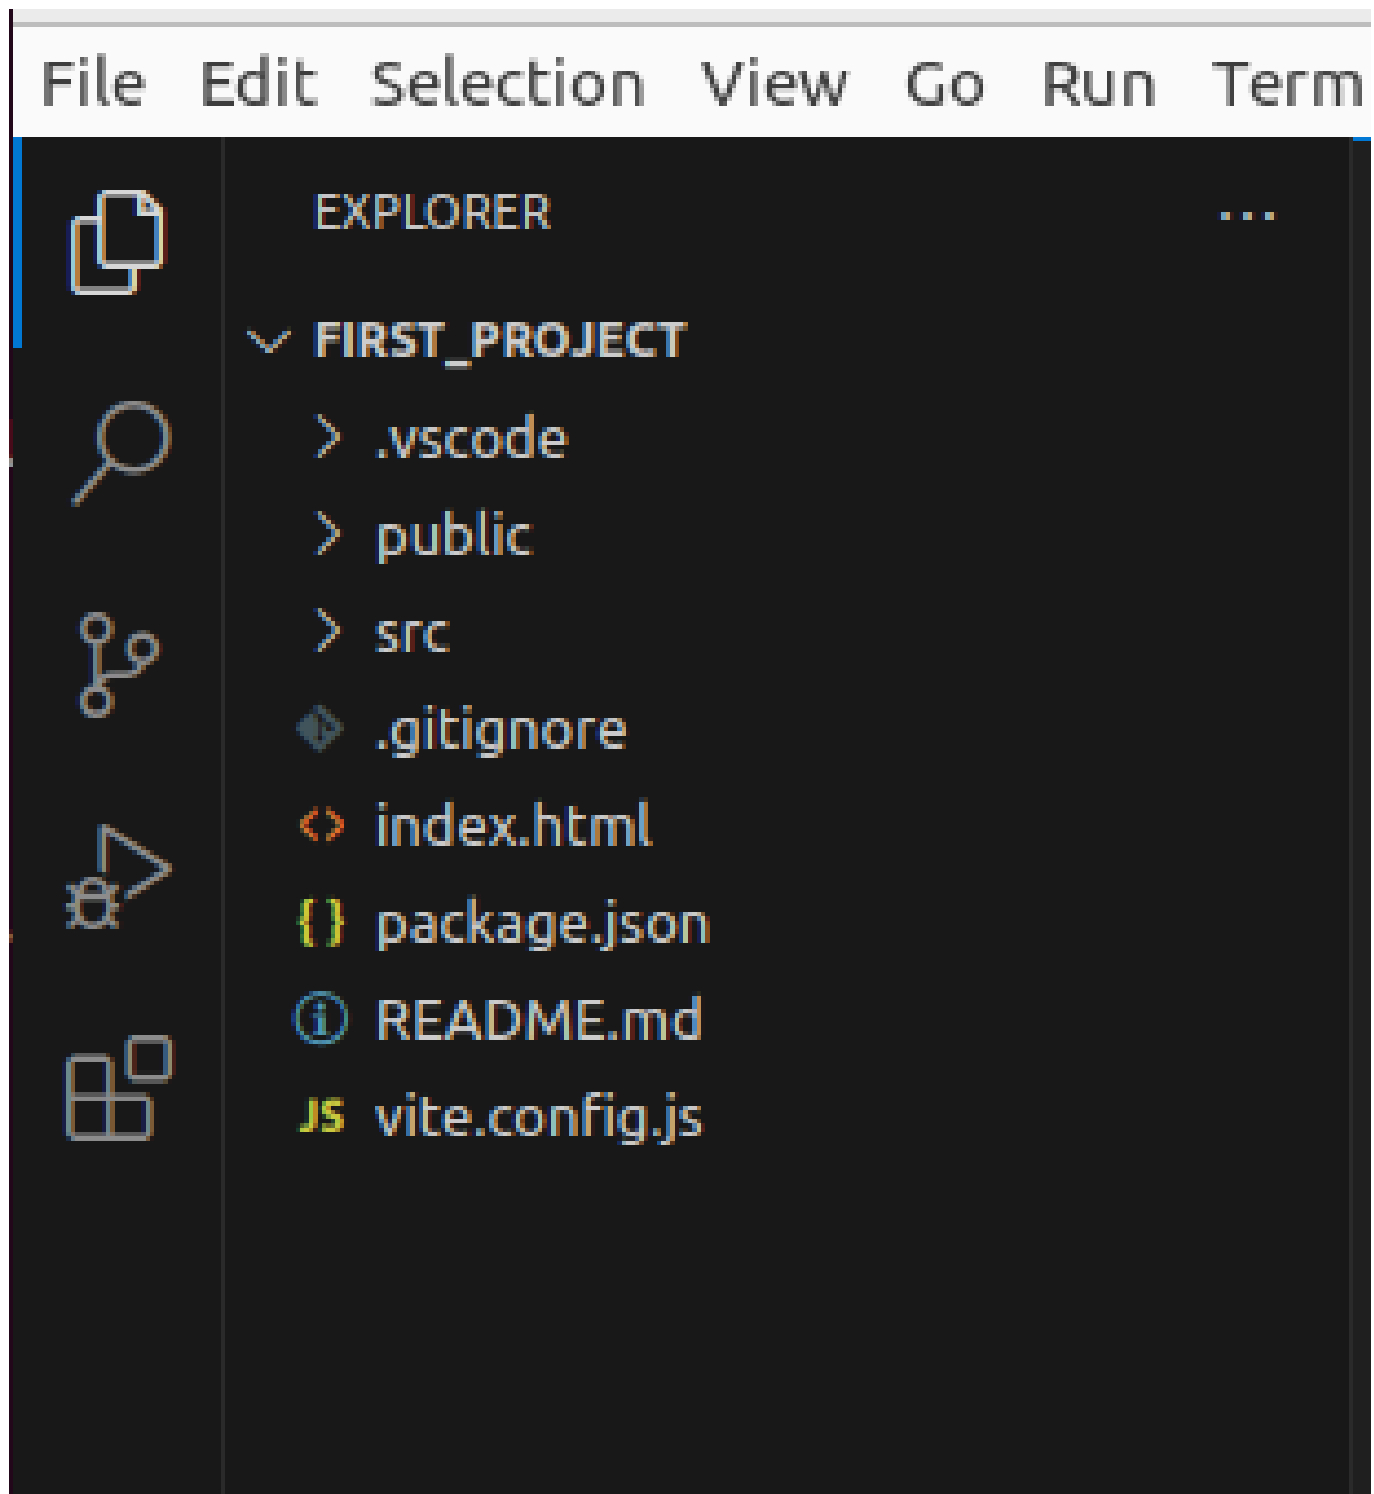 File Edit Selection View Go Run Term
EXPLORER ...
FIRST_PROJECT
.vscode
public
src
.gitignore
<> index.html
{} package.json
i README.md
JS vite.config.js